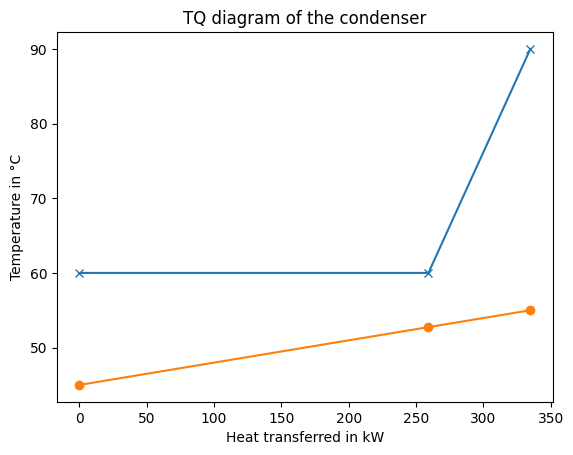 TQ diagram of the condenser
Temperature in °C
90
80
70
60
50
0 50 100 150 200 250 300 350
Heat transferred in kW